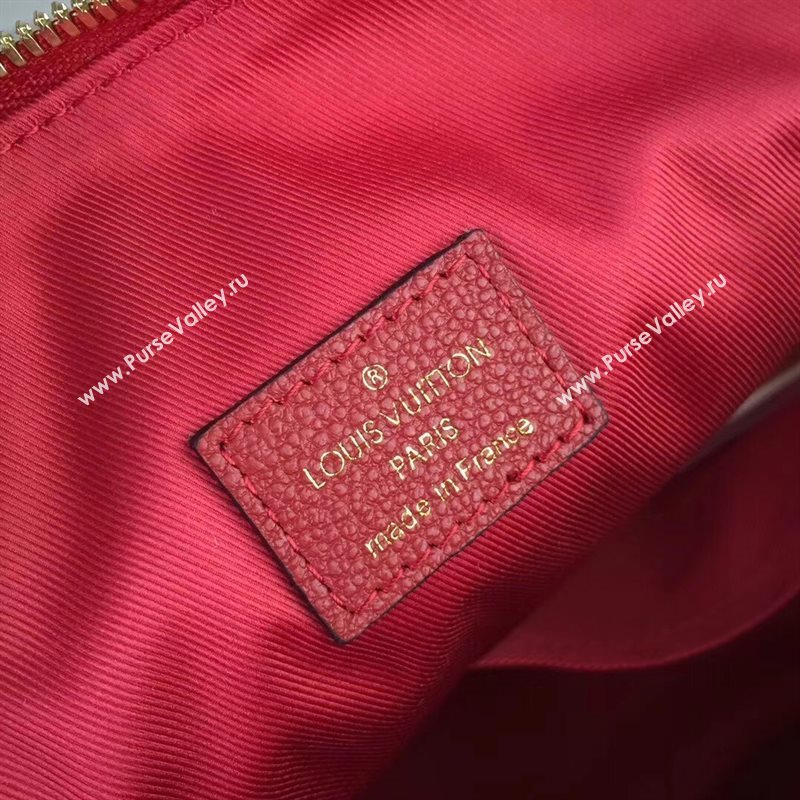 ®
LOUIS VUITTON
PARIS
made in France
www.PurseValley.ru
www.PurseValley.ru